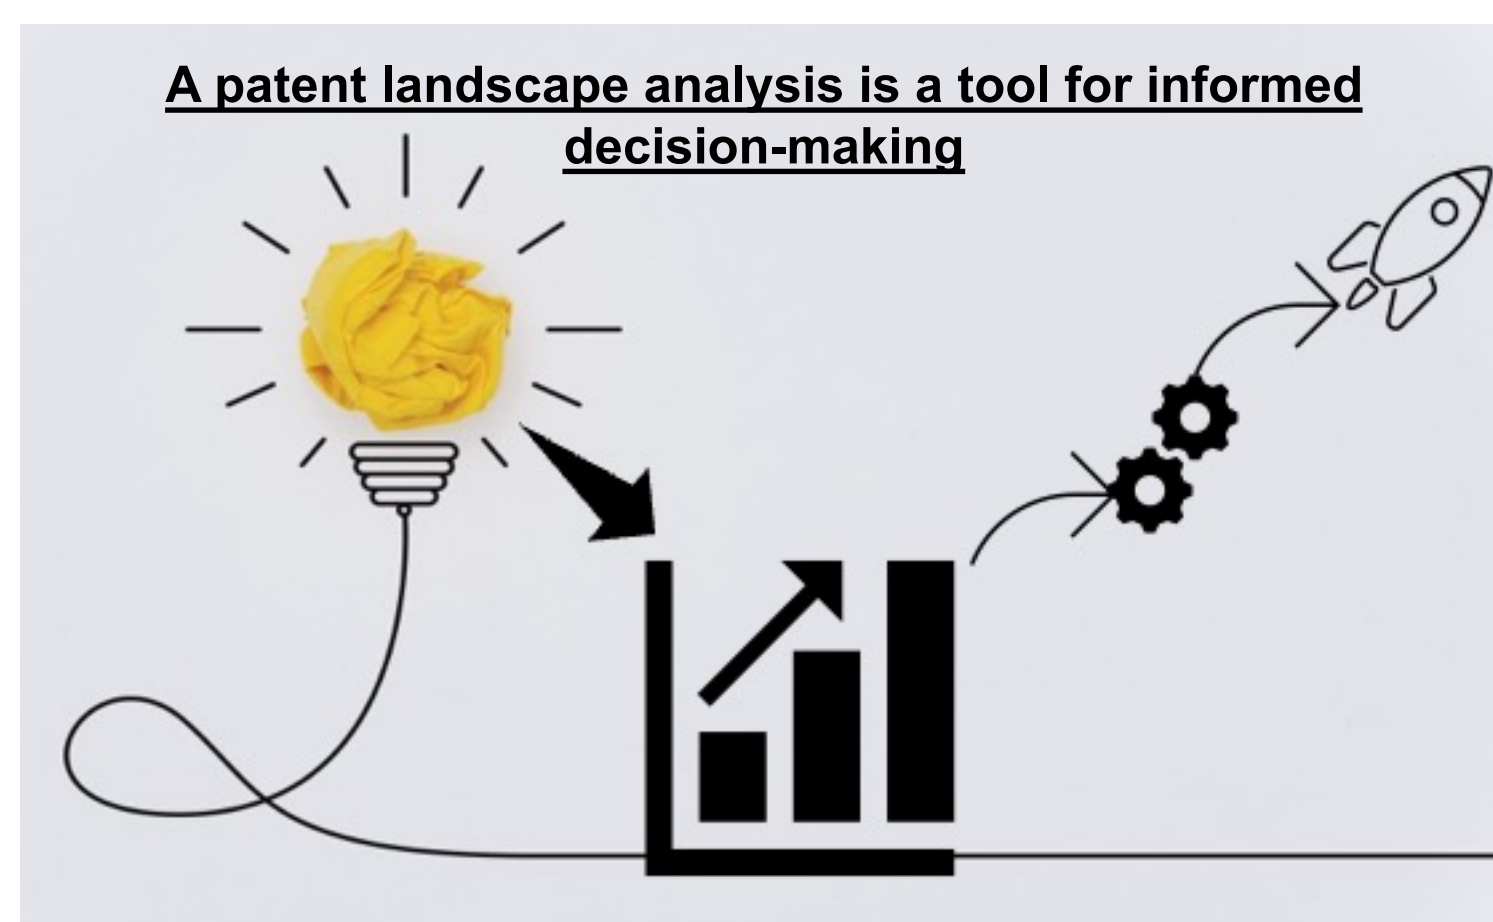 A patent landscape analysis is a tool for informed
decision-making